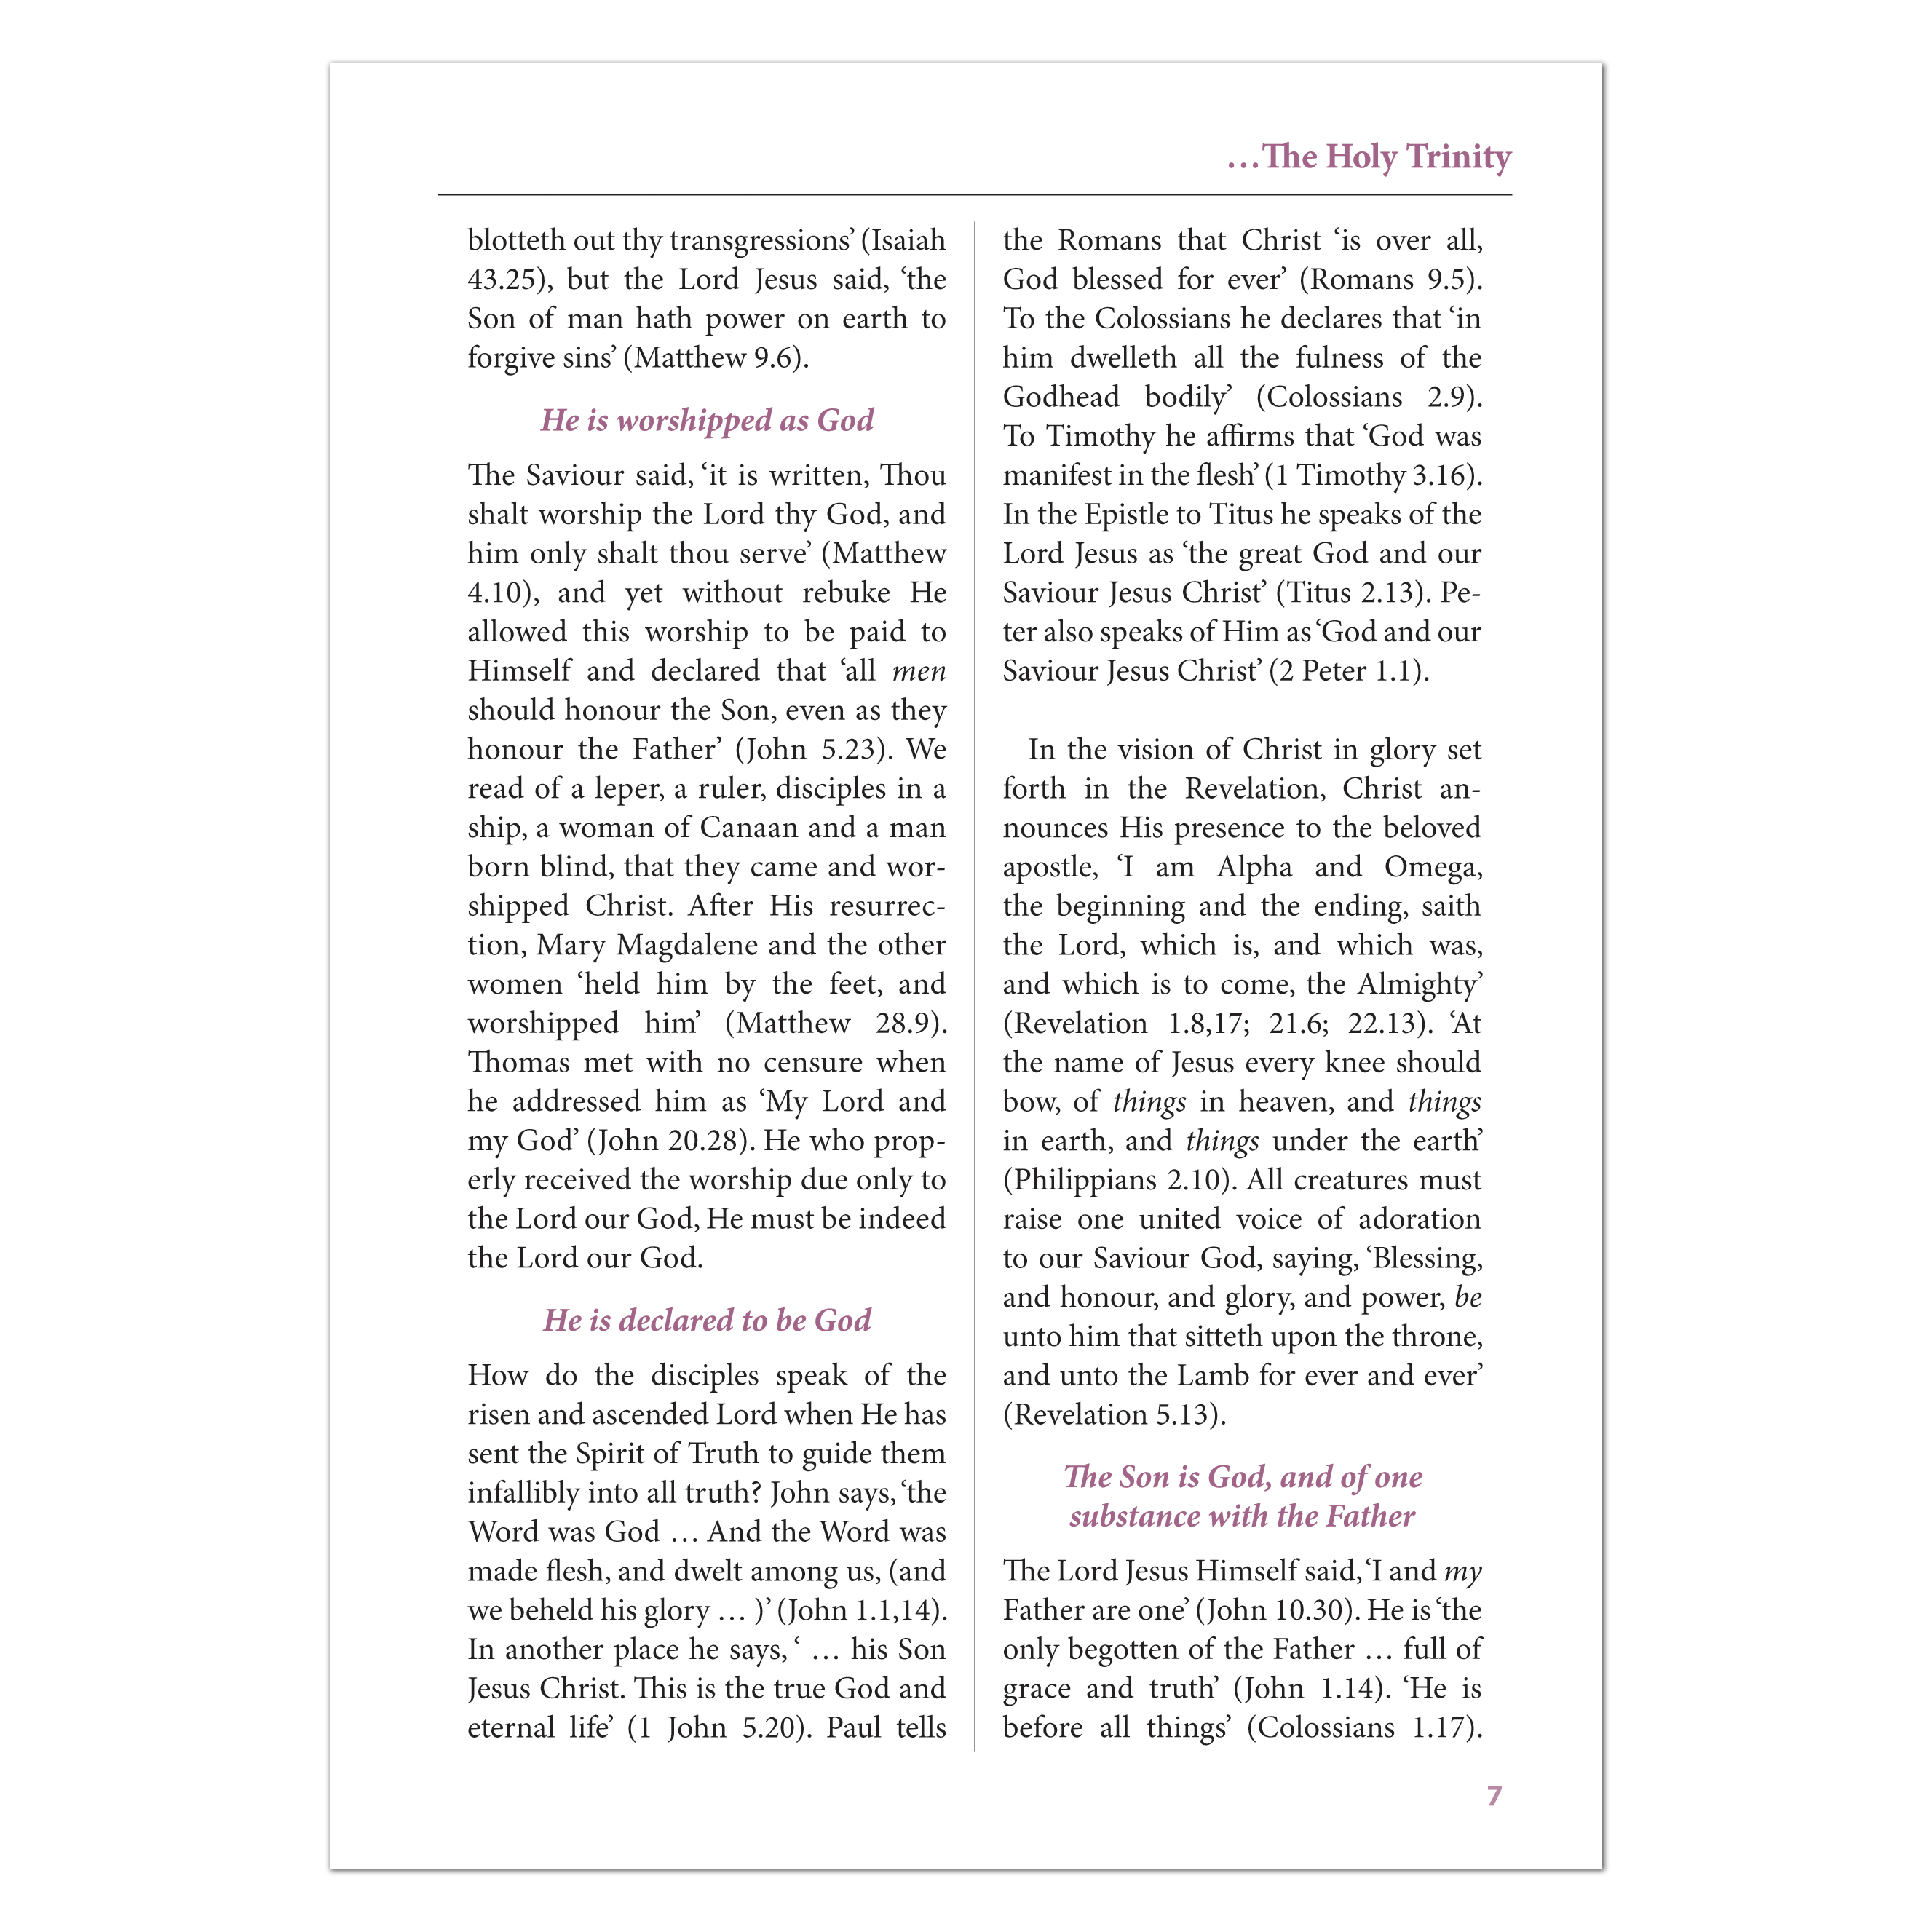 …The Holy Trinity
blotteth out thy transgressions’ (Isaiah
43.25), but the Lord Jesus said, ‘the
Son of man hath power on earth to
forgive sins’ (Matthew 9.6).
He is worshipped as God
The Saviour said, ‘it is written, Thou
shalt worship the Lord thy God, and
him only shalt thou serve’ (Matthew
4.10), and yet without rebuke He
allowed this worship to be paid to
Himself and declared that ‘all men
should honour the Son, even as they
honour the Father’ (John 5.23). We
read of a leper, a ruler, disciples in a
ship, a woman of Canaan and a man
born blind, that they came and wor-
shipped Christ. After His resurrec-
tion, Mary Magdalene and the other
women ‘held him by the feet, and
worshipped him’ (Matthew 28.9).
Thomas met with no censure when
he addressed him as ‘My Lord and
my God’ (John 20.28). He who prop-
erly received the worship due only to
the Lord our God, He must be indeed
the Lord our God.
He is declared to be God
How do the disciples speak of the
risen and ascended Lord when He has
sent the Spirit of Truth to guide them
infallibly into all truth? John says, ‘the
Word was God … And the Word was
made flesh, and dwelt among us, (and
we beheld his glory … )’ (John 1.1,14).
In another place he says, ‘ … his Son
Jesus Christ. This is the true God and
eternal life’ (1 John 5.20). Paul tells
the Romans that Christ ‘is over all,
God blessed for ever’ (Romans 9.5).
To the Colossians he declares that ‘in
him dwelleth all the fulness of the
Godhead bodily’ (Colossians 2.9).
To Timothy he affirms that ‘God was
manifest in the flesh’ (1 Timothy 3.16).
In the Epistle to Titus he speaks of the
Lord Jesus as ‘the great God and our
Saviour Jesus Christ’ (Titus 2.13). Pe-
ter also speaks of Him as ‘God and our
Saviour Jesus Christ’ (2 Peter 1.1).
In the vision of Christ in glory set
forth in the Revelation, Christ an-
nounces His presence to the beloved
apostle, ‘I am Alpha and Omega,
the beginning and the ending, saith
the Lord, which is, and which was,
and which is to come, the Almighty’
(Revelation 1.8,17; 21.6; 22.13). ‘At
the name of Jesus every knee should
bow, of things in heaven, and things
in earth, and things under the earth’
(Philippians 2.10). All creatures must
raise one united voice of adoration
to our Saviour God, saying, ‘Blessing,
and honour, and glory, and power, be
unto him that sitteth upon the throne,
and unto the Lamb for ever and ever’
(Revelation 5.13).
The Son is God, and of one
substance with the Father
The Lord Jesus Himself said, ‘I and my
Father are one’ (John 10.30). He is ‘the
only begotten of the Father … full of
grace and truth’ (John 1.14). ‘He is
before all things’ (Colossians 1.17).
7